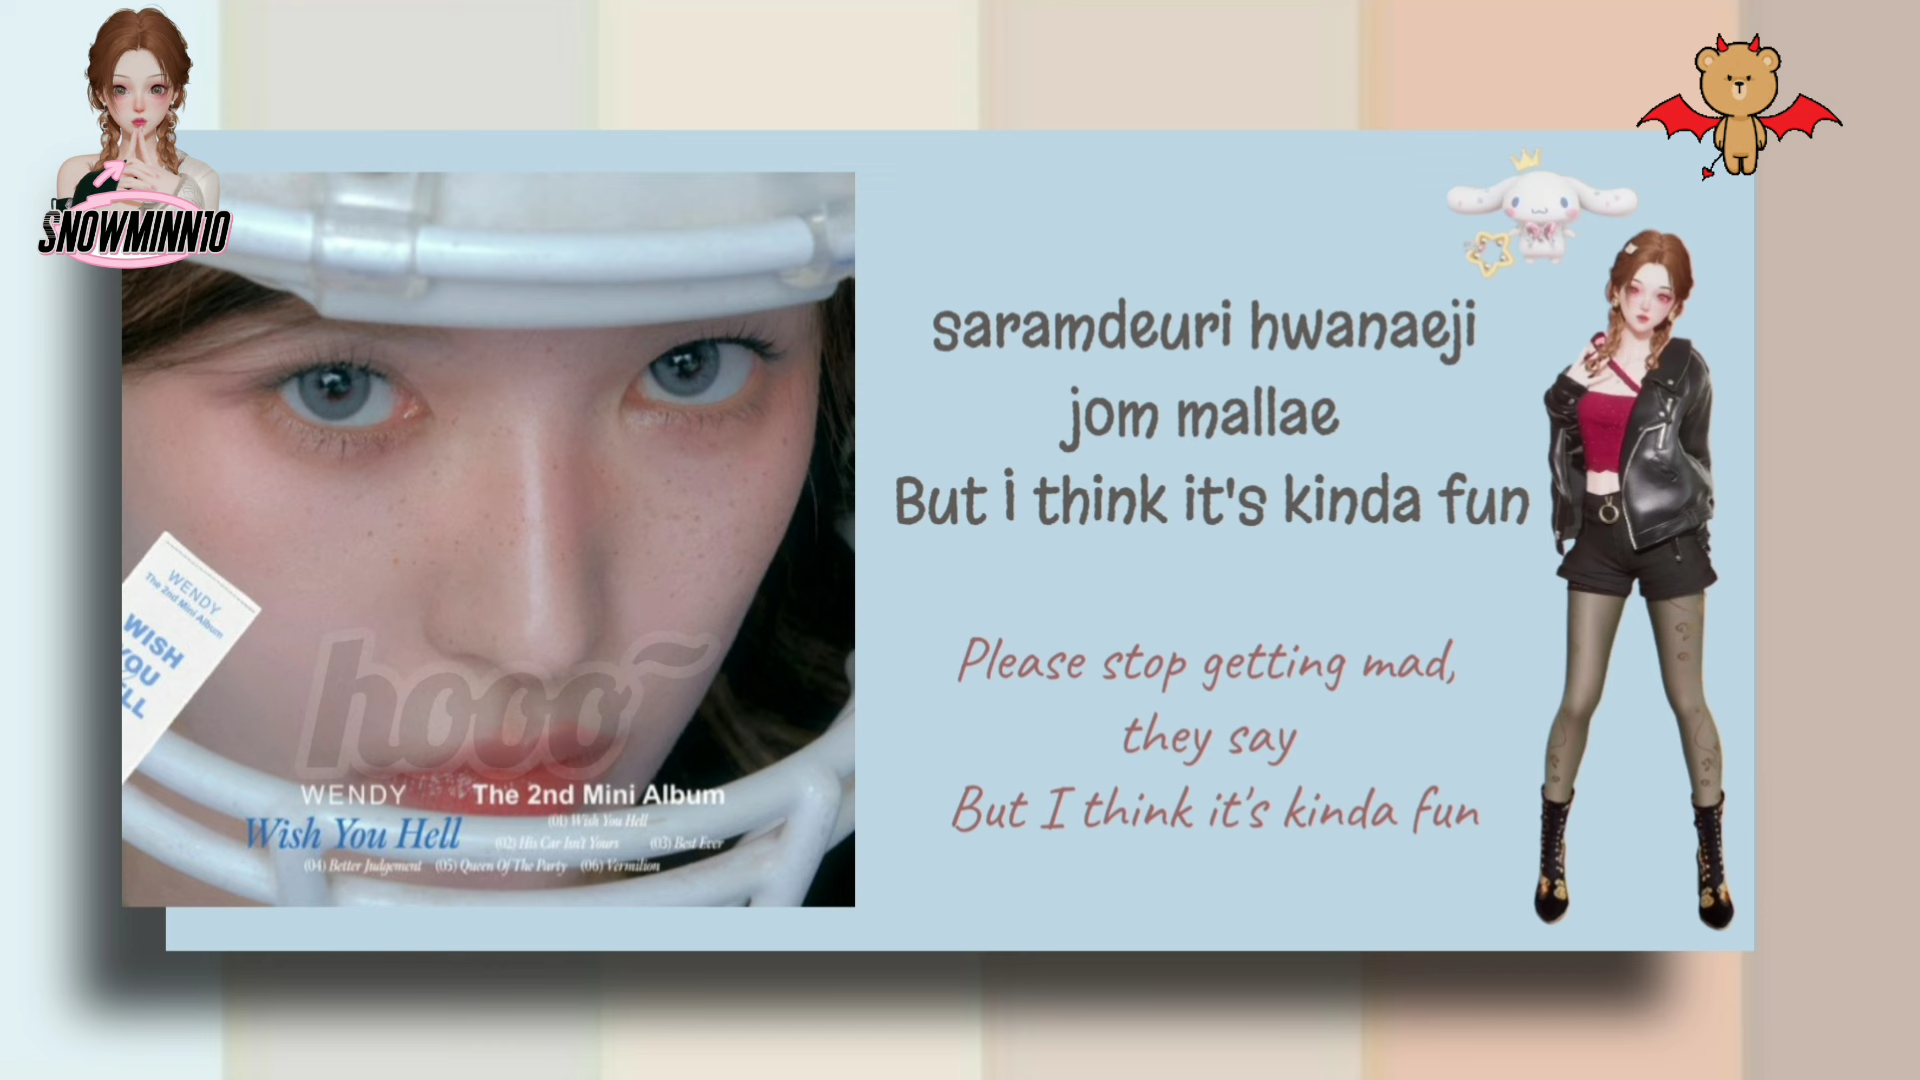 SNOWMINN10
saramdeuri hwanaeji
jom mallae
But i think it's kinda fun
Please stop getting mad,
they say
But I think it's kinda fun
WENDY
The 2nd Mini Album
WISH
YOU
ELL
hooo~
WENDY The 2nd Mini Album
Wish You Hell
(01) Wish You Hell
(02) His Car Isn't Yours (03) Best Ever
(04) Better Judgement (05) Queen Of The Party (06) Vermilion